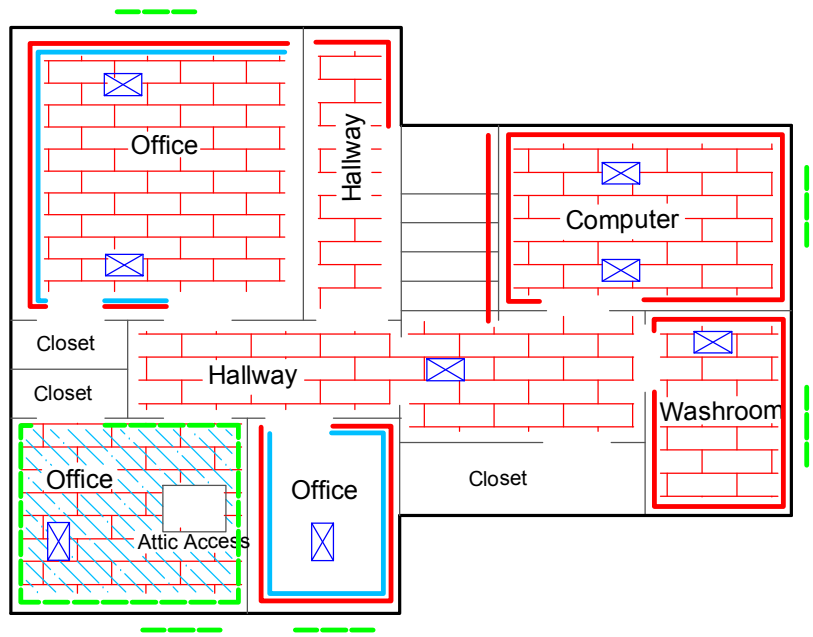 Office
Hallway
Computer
Closet
Hallway
Closet
Washroom
Office
Office
Closet
Attic Access